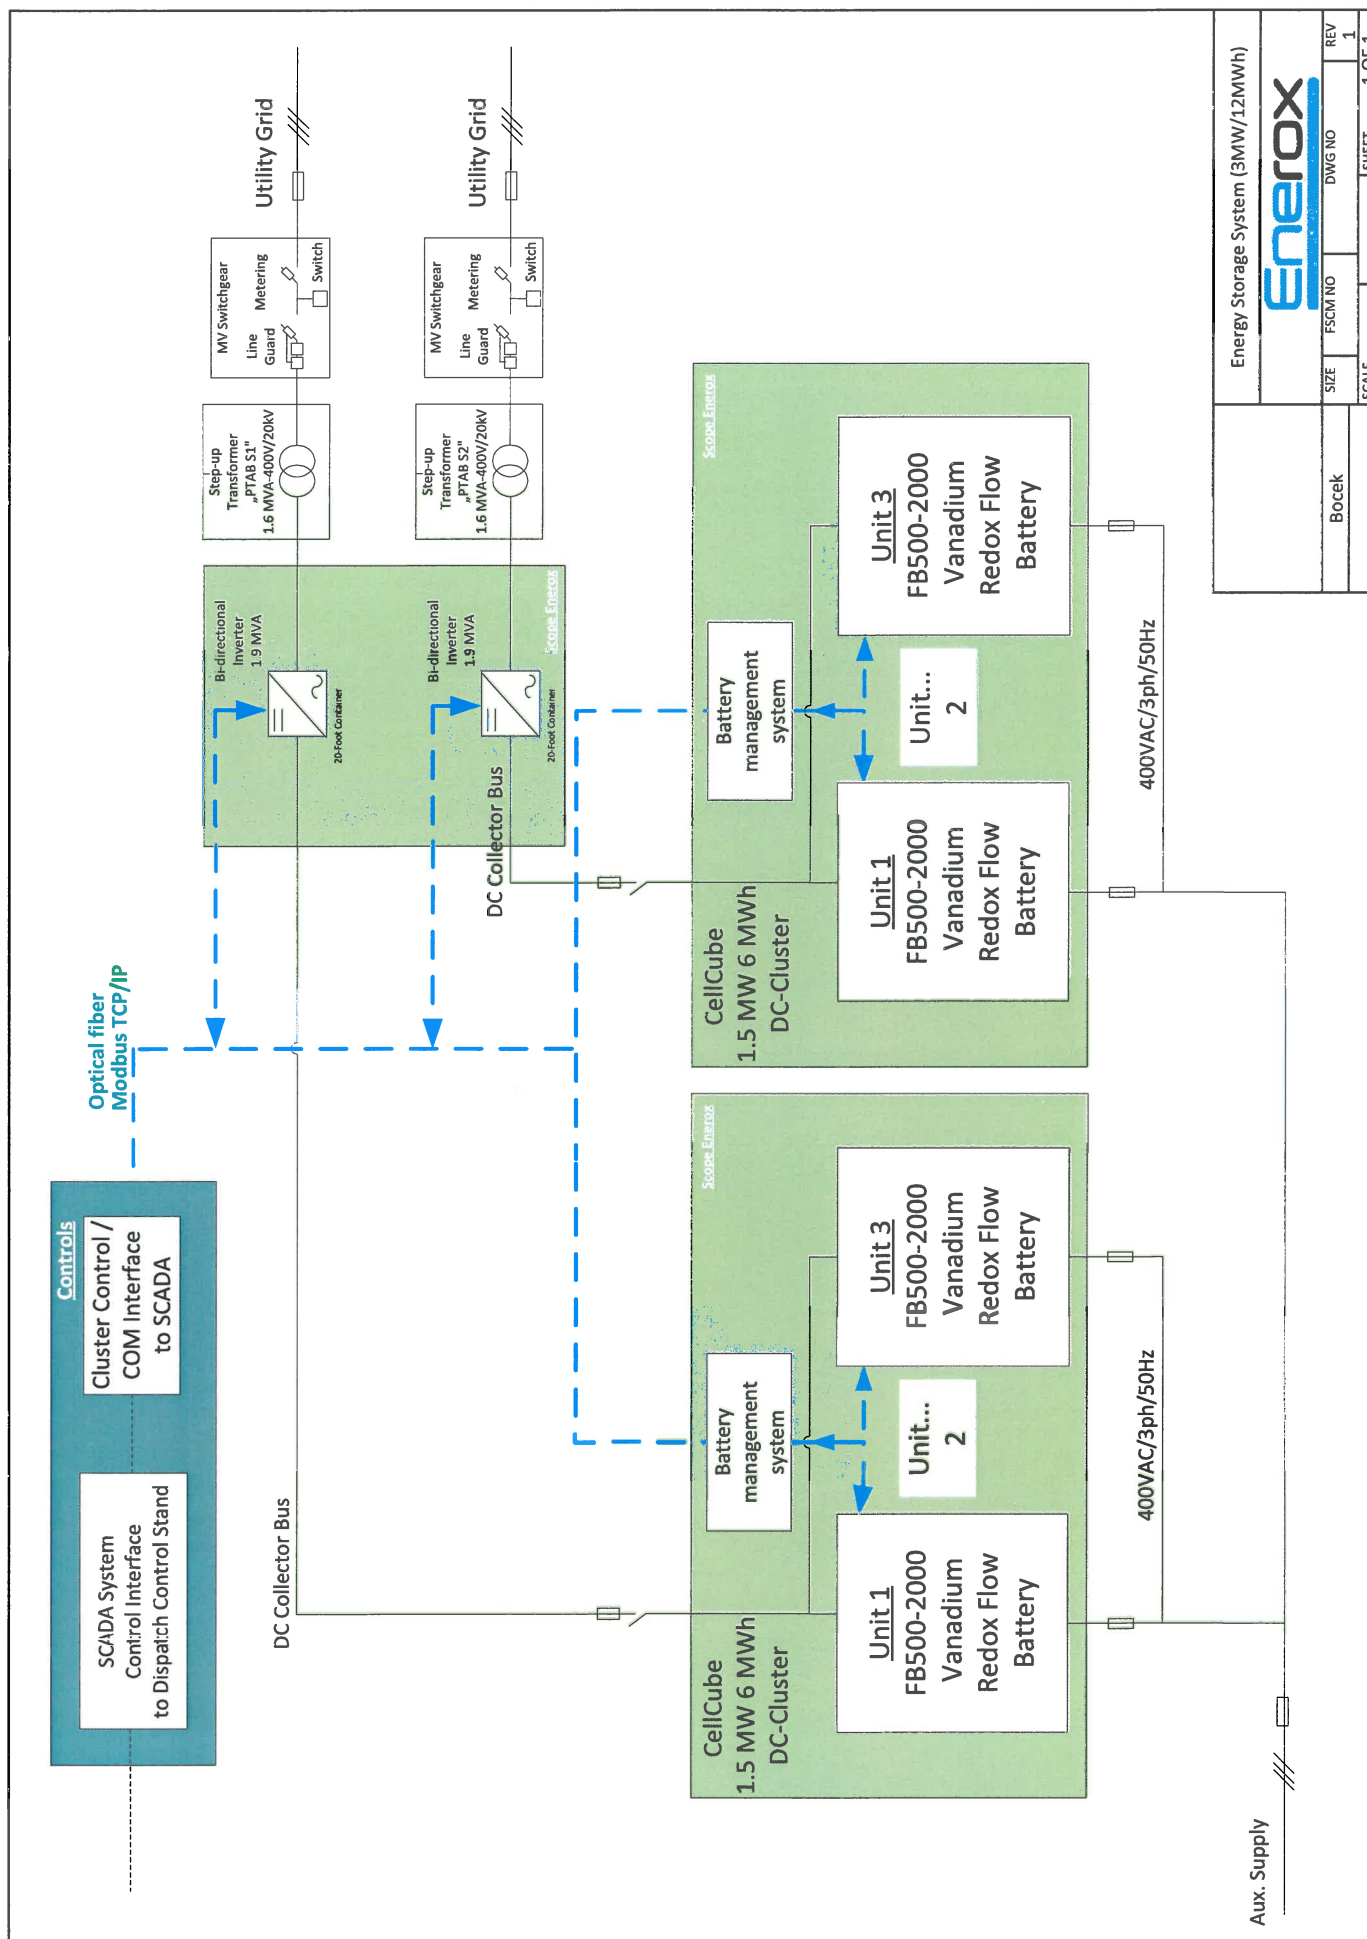 Controls
SCADA System
Control Interface
to Dispatch Control Stand
Cluster Control /
COM Interface
to SCADA
Optical fiber
Modbus TCP/IP
DC Collector Bus
Bi-directional
Inverter
1.9 MVA
20-Foot Container
Step-up
Transformer
„PTAB S1"
1.6 MVA-400V/20kV
MV Switchgear
Line
Guard
Metering
Switch
Utility Grid
DC Collector Bus
Bi-directional
Inverter
1.9 MVA
20-Foot Container
Scope Enerox
Step-up
Transformer
„PTAB S2"
1.6 MVA-400V/20kV
MV Switchgear
Line
Guard
Metering
Switch
Utility Grid
CellCube
1.5 MW 6 MWh
DC-Cluster
Battery
management
system
Scope Enerox
Unit 1
FB500-2000
Vanadium
Redox Flow
Battery
Unit...
2
Unit 3
FB500-2000
Vanadium
Redox Flow
Battery
400VAC/3ph/50Hz
CellCube
1.5 MW 6 MWh
DC-Cluster
Battery
management
system
Scope Enerox
Unit 1
FB500-2000
Vanadium
Redox Flow
Battery
Unit...
2
Unit 3
FB500-2000
Vanadium
Redox Flow
Battery
400VAC/3ph/50Hz
Aux. Supply
Energy Storage System (3MW/12MWh)
Enerox
Bocek
SIZE
FSCM NO
DWG NO
REV
1
SCALE
SHEET
1 OF 1